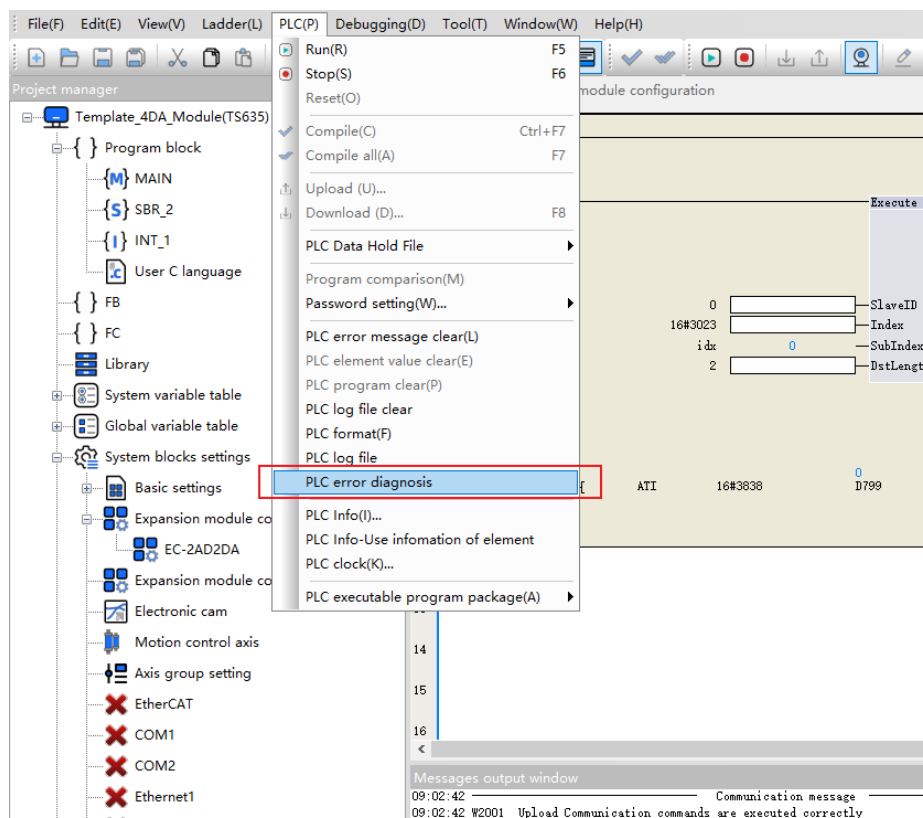 File(F) Edit(E) View(V) Ladder(L) PLC(P) Debugging(D) Tool(T) Window(W) Help(H)
Project manager
Template_4DA_Module(TS635)
Program block
MAIN
SBR_2
INT_1
User C language
FB
FC
Library
System variable table
Global variable table
System blocks settings
Basic settings
Expansion module co
EC-2AD2DA
Expansion module co
Electronic cam
Motion control axis
Axis group setting
EtherCAT
COM1
COM2
Ethernet1
Run(R) F5
Stop(S) F6
Reset(O)
Compile(C) Ctrl+F7
Compile all(A) F7
Upload (U)...
Download (D)... F8
PLC Data Hold File
Program comparison(M)
Password setting(W)...
PLC error message clear(L)
PLC element value clear(E)
PLC program clear(P)
PLC log file clear
PLC format(F)
PLC log file
PLC error diagnosis
PLC Info(I)...
PLC Info-Use infomation of element
PLC clock(K)...
PLC executable program package(A)
module configuration
Execute
0 SlaveID
16#3023 Index
idx 0 SubIndex
2 DstLengt
0
ATI 16#3838 D799
14
15
16
Messages output window
09:02:42 Communication message
09:02:42 W2001 Upload Communication commands are executed correctly